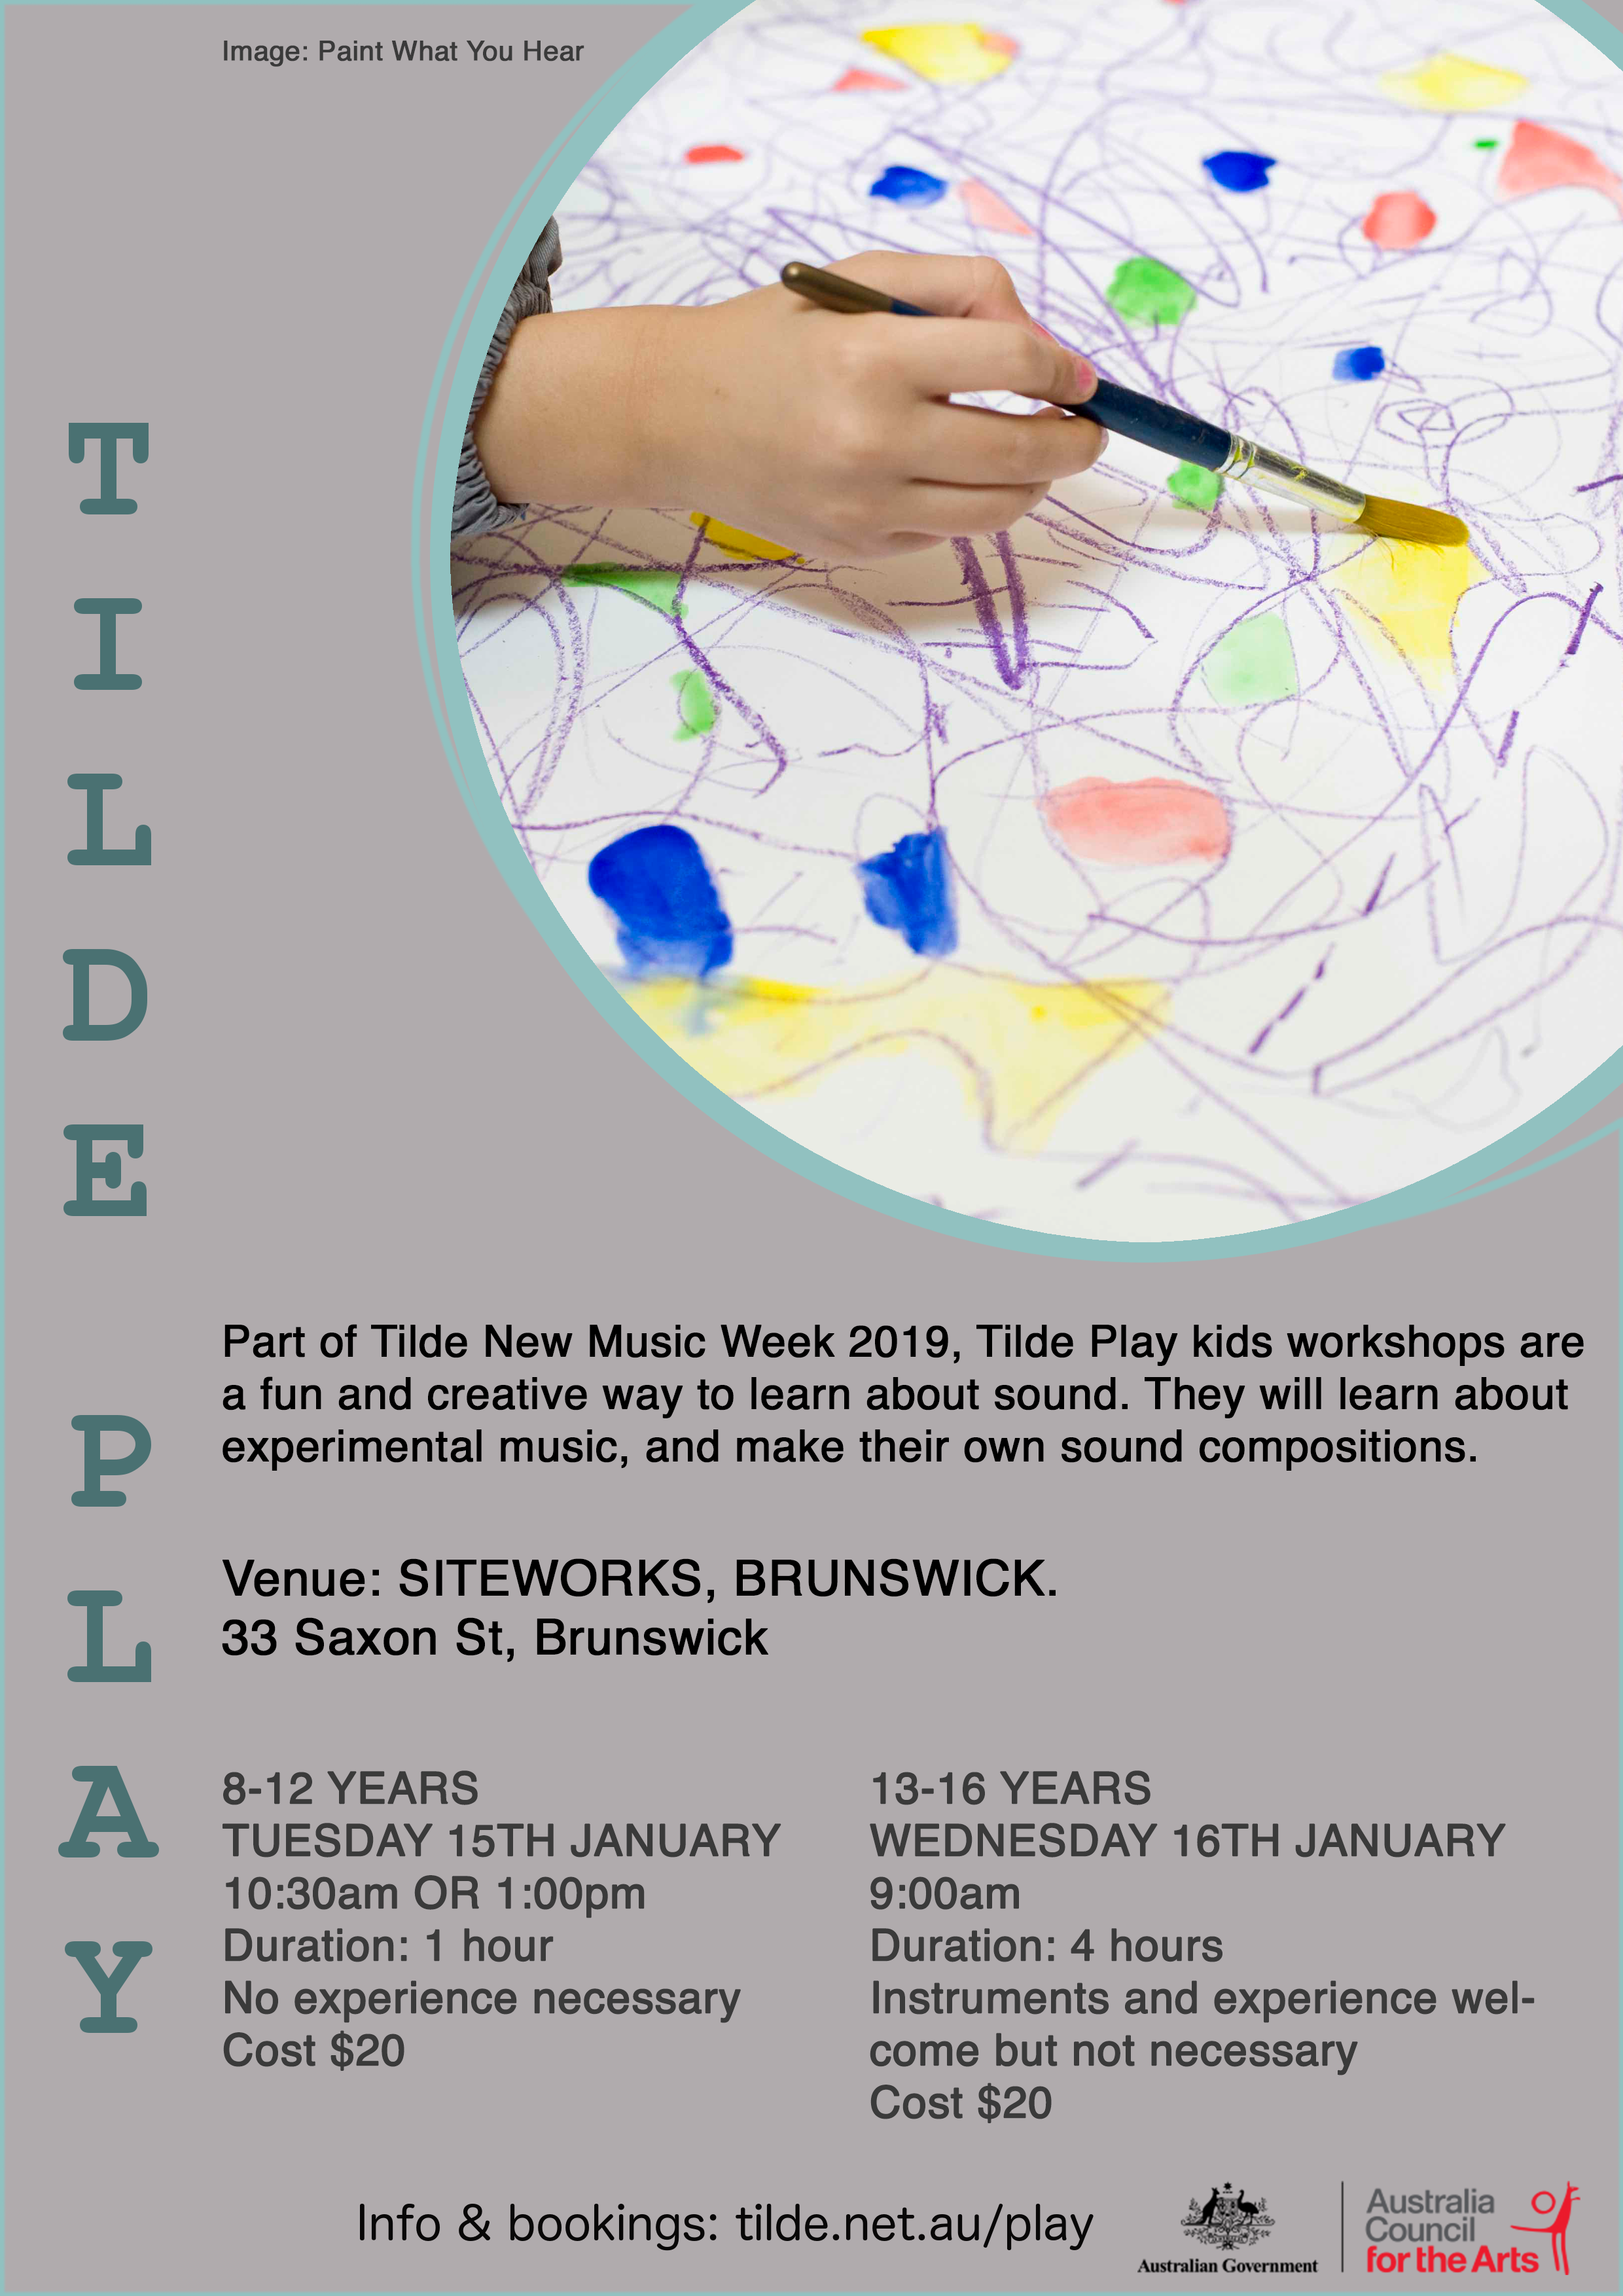 Image: Paint What You Hear
TILDE PLAY
Part of Tilde New Music Week 2019, Tilde Play kids workshops are
a fun and creative way to learn about sound. They will learn about
experimental music, and make their own sound compositions.
Venue: SITEWORKS, BRUNSWICK.
33 Saxon St, Brunswick
8-12 YEARS
TUESDAY 15TH JANUARY
10:30am OR 1:00pm
Duration: 1 hour
No experience necessary
Cost $20
13-16 YEARS
WEDNESDAY 16TH JANUARY
9:00am
Duration: 4 hours
Instruments and experience wel-
come but not necessary
Cost $20
Info & bookings: tilde.net.au/play
Australian Government
Australia
Council
for the Arts